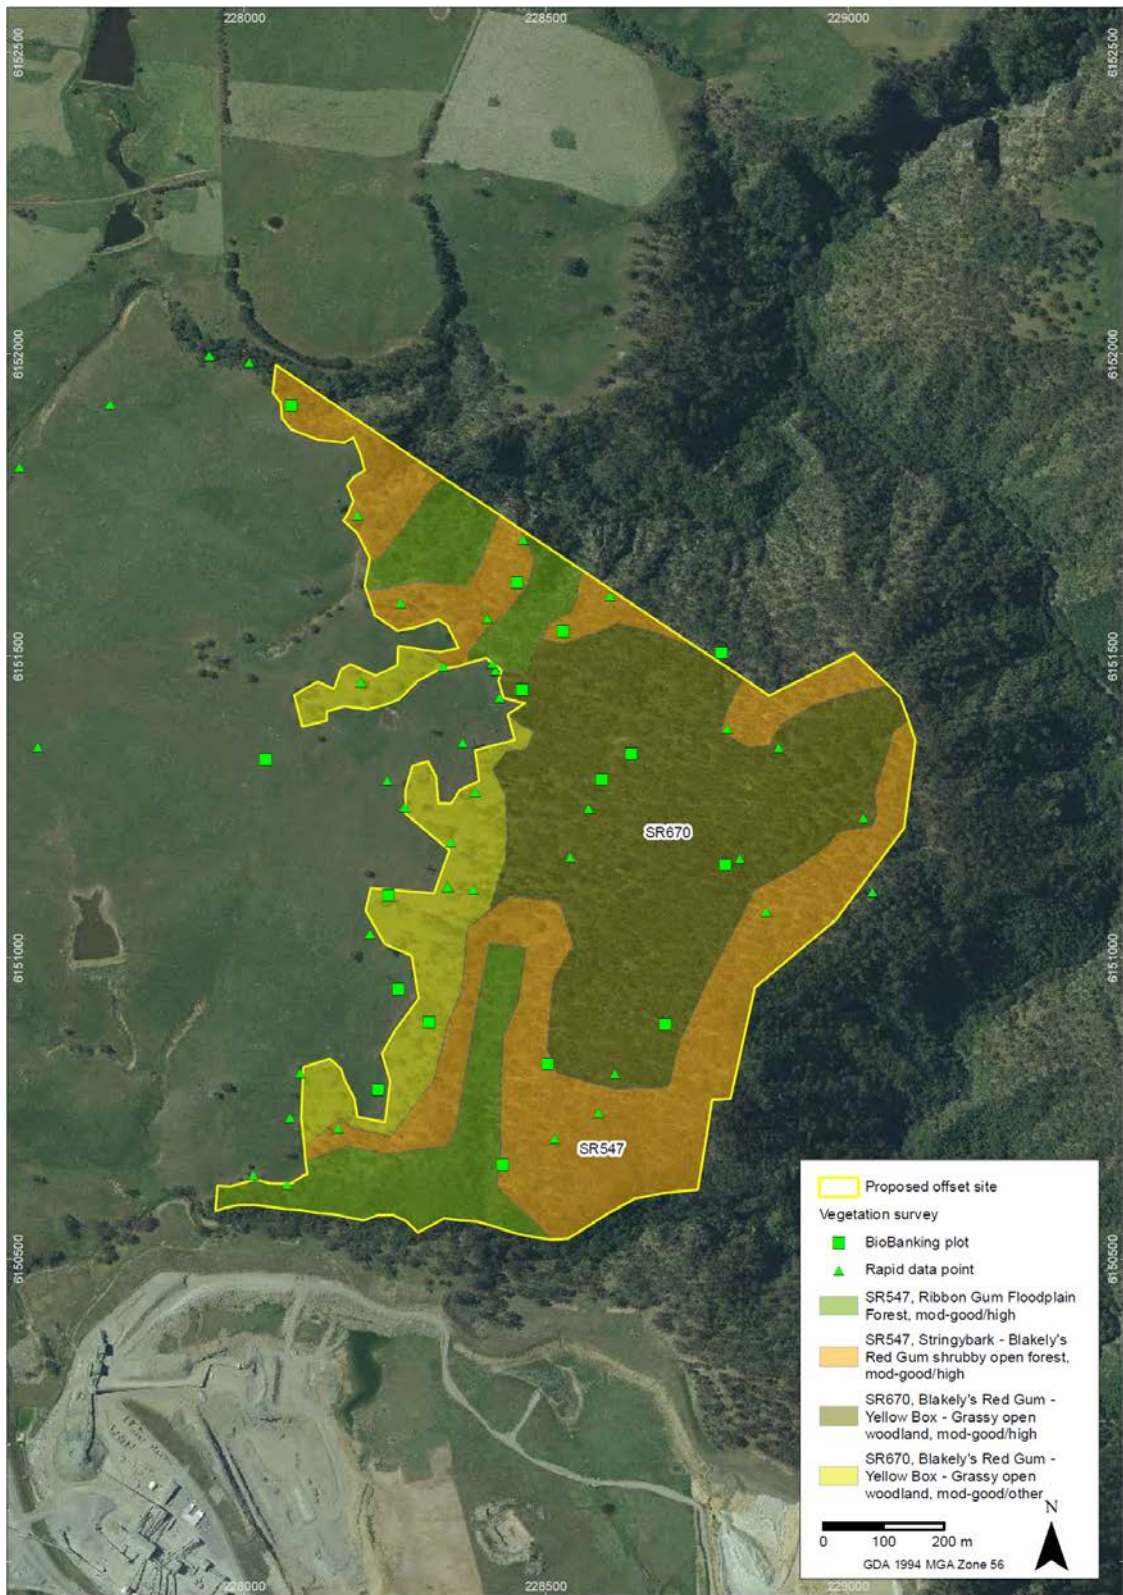 228000
228500
229000
6152500
6152500
6152000
6152000
6151500
6151500
SR670
6151000
6151000
SR547
Proposed offset site
Vegetation survey
BioBanking plot
Rapid data point
SR547, Ribbon Gum Floodplain
Forest, mod-good/high
SR547, Stringybark - Blakely's
Red Gum shrubby open forest,
mod-good/high
SR670, Blakely's Red Gum -
Yellow Box - Grassy open
woodland, mod-good/high
SR670, Blakely's Red Gum -
Yellow Box - Grassy open
woodland, mod-good/other
6150500
6150500
N
0 100 200 m
GDA 1994 MGA Zone 56
228000
228500
229000